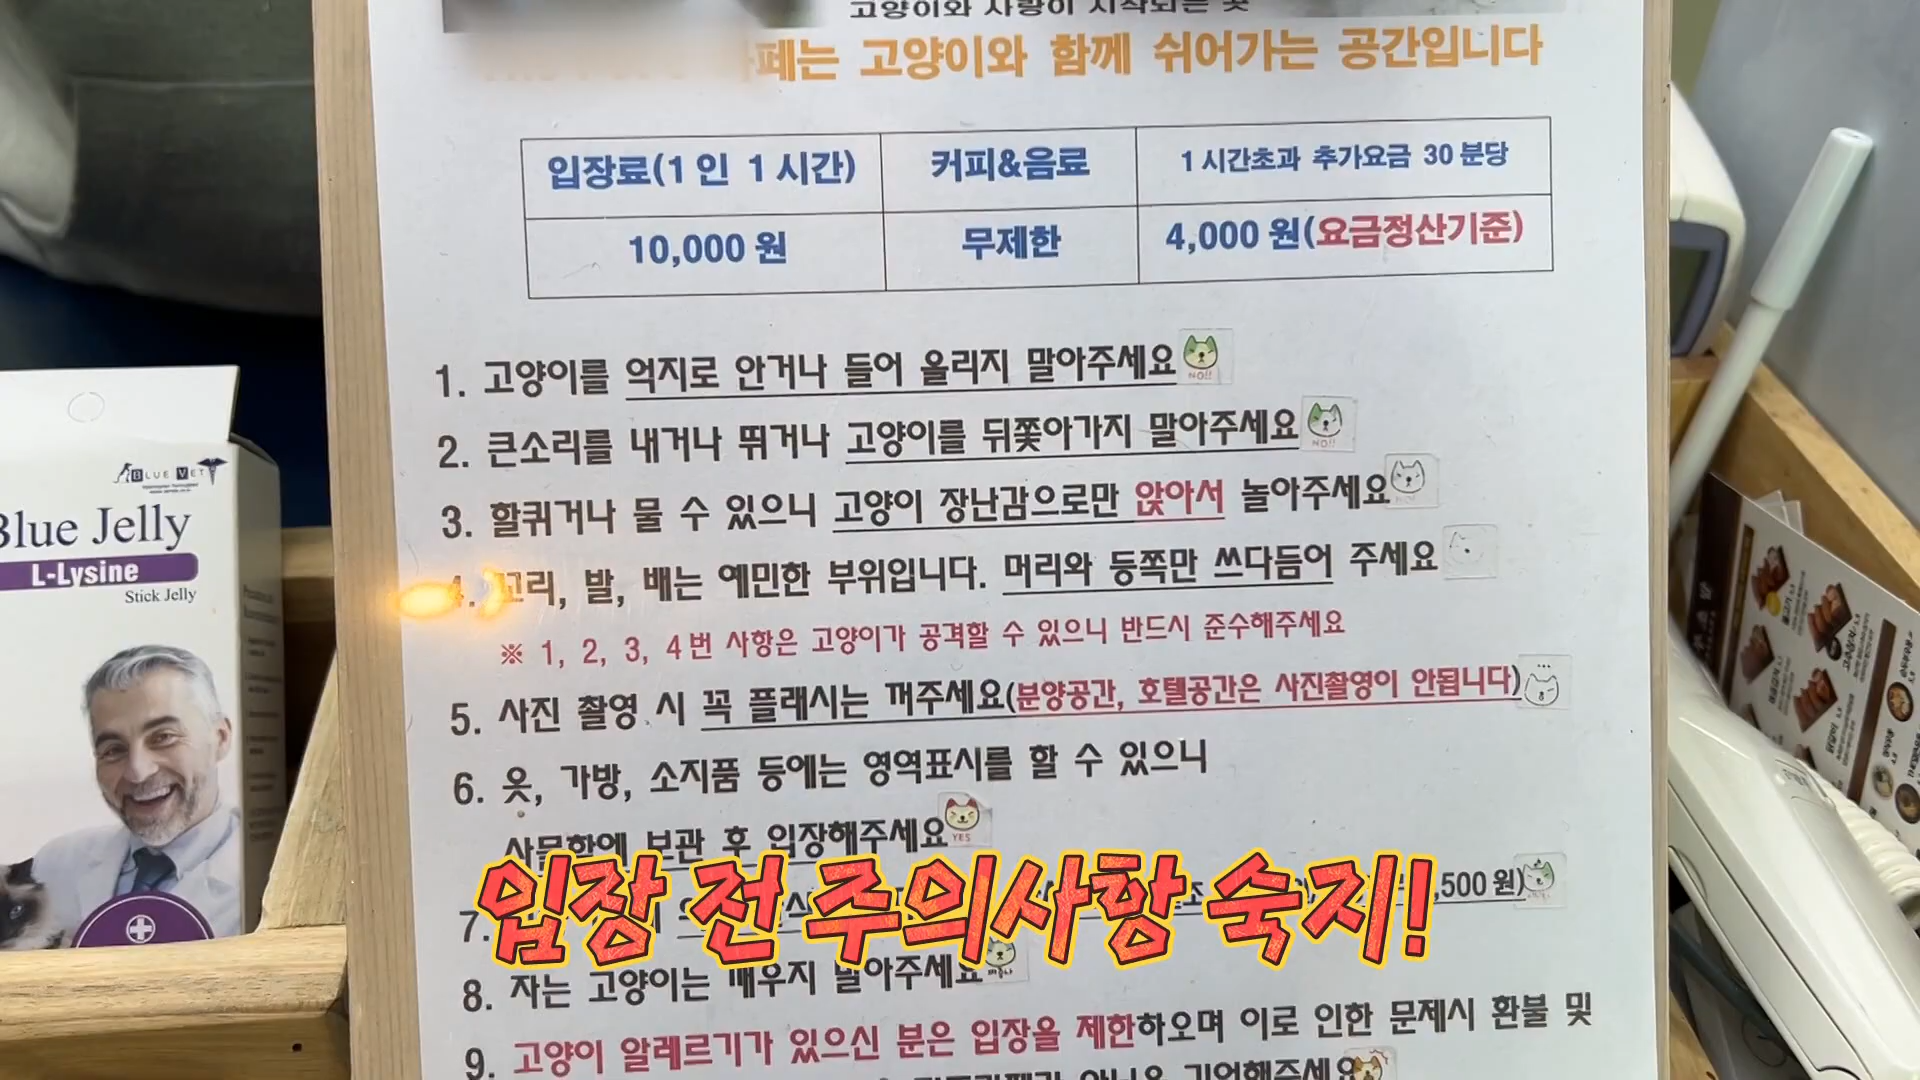 고양이와 사랑이 시작되는 곳
카페는 고양이와 함께 쉬어가는 공간입니다
입장료(1인 1시간) 커피&음료 1시간초과 추가요금 30분당
10,000원 무제한 4,000원(요금정산기준)
1. 고양이를 억지로 안거나 들어 올리지 말아주세요
NO!!
2. 큰소리를 내거나 뛰거나 고양이를 뒤쫓아가지 말아주세요
NO!!
3. 할퀴거나 물 수 있으니 고양이 장난감으로만 앉아서 놀아주세요
4. 꼬리, 발, 배는 예민한 부위입니다. 머리와 등쪽만 쓰다듬어 주세요
※ 1, 2, 3, 4번 사항은 고양이가 공격할 수 있으니 반드시 준수해주세요
5. 사진 촬영 시 꼭 플래시는 꺼주세요(분양공간, 호텔공간은 사진촬영이 안됩니다)
6. 옷, 가방, 소지품 등에는 영역표시를 할 수 있으니
사물함에 보관 후 입장해주세요
YES
7. ,500원)
입장 전 주의사항 숙지!
8. 자는 고양이는 깨우지 말아주세요
9. 고양이 알레르기가 있으신 분은 입장을 제한하오며 이로 인한 문제시 환불 및
기억해주세요
BLUE VET
Blue Jelly
L-Lysine
Stick Jelly